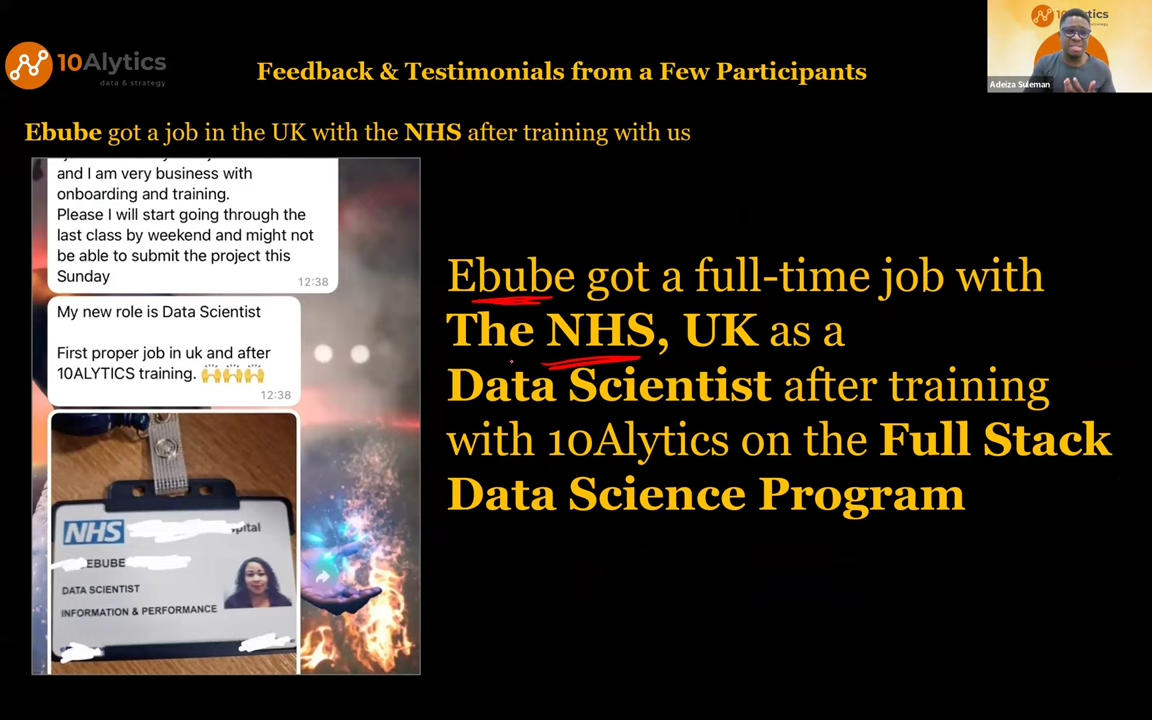 10Alytics
data & strategy
Feedback & Testimonials from a Few Participants
Adeiza Suleman
Ebube got a job in the UK with the NHS after training with us
and I am very business with
onboarding and training.
Please I will start going through the
last class by weekend and might not
be able to submit the project this
Sunday
12:38
My new role is Data Scientist
First proper job in uk and after
10ALYTICS training. 🙌🙌🙌
12:38
NHS
EBUBE
DATA SCIENTIST
INFORMATION & PERFORMANCE
Ebube got a full-time job with
The NHS, UK as a
Data Scientist after training
with 10Alytics on the Full Stack
Data Science Program